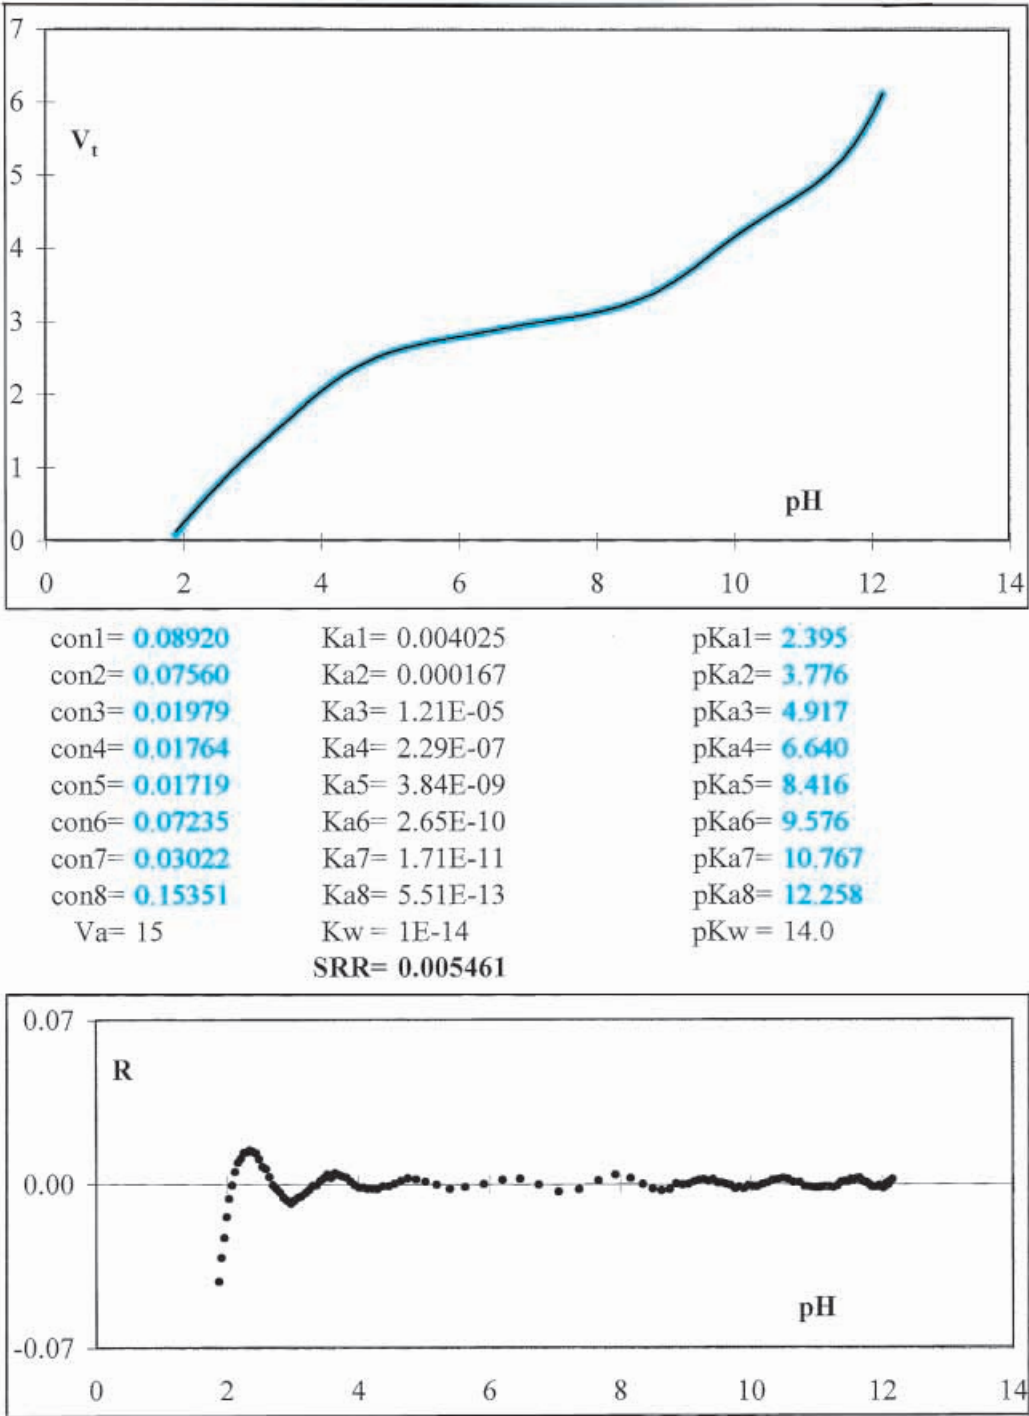 7
6
V_t
5
4
3
2
1
pH
0
0 2 4 6 8 10 12 14
con1= 0.08920 Ka1= 0.004025 pKa1= 2.395
con2= 0.07560 Ka2= 0.000167 pKa2= 3.776
con3= 0.01979 Ka3= 1.21E-05 pKa3= 4.917
con4= 0.01764 Ka4= 2.29E-07 pKa4= 6.640
con5= 0.01719 Ka5= 3.84E-09 pKa5= 8.416
con6= 0.07235 Ka6= 2.65E-10 pKa6= 9.576
con7= 0.03022 Ka7= 1.71E-11 pKa7= 10.767
con8= 0.15351 Ka8= 5.51E-13 pKa8= 12.258
Va= 15 Kw = 1E-14 pKw = 14.0
SRR= 0.005461
0.07
R
0.00
pH
-0.07
0 2 4 6 8 10 12 14